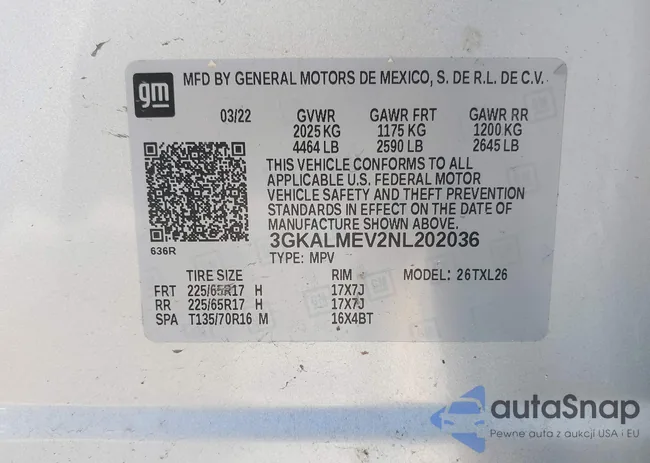 gm
MFD BY GENERAL MOTORS DE MEXICO, S. DE R.L. DE C.V.
03/22 GVWR GAWR FRT GAWR RR
2025 KG 1175 KG 1200 KG
4464 LB 2590 LB 2645 LB
THIS VEHICLE CONFORMS TO ALL
APPLICABLE U.S. FEDERAL MOTOR
VEHICLE SAFETY AND THEFT PREVENTION
STANDARDS IN EFFECT ON THE DATE OF
MANUFACTURE SHOWN ABOVE
636R
3GKALMEV2NL202036
TYPE: MPV
TIRE SIZE RIM MODEL: 26TXL26
FRT 225/65R17 H 17X7J
RR 225/65R17 H 17X7J
SPA T135/70R16 M 16X4BT
autaSnap
Pewne auta z aukcji USA i EU